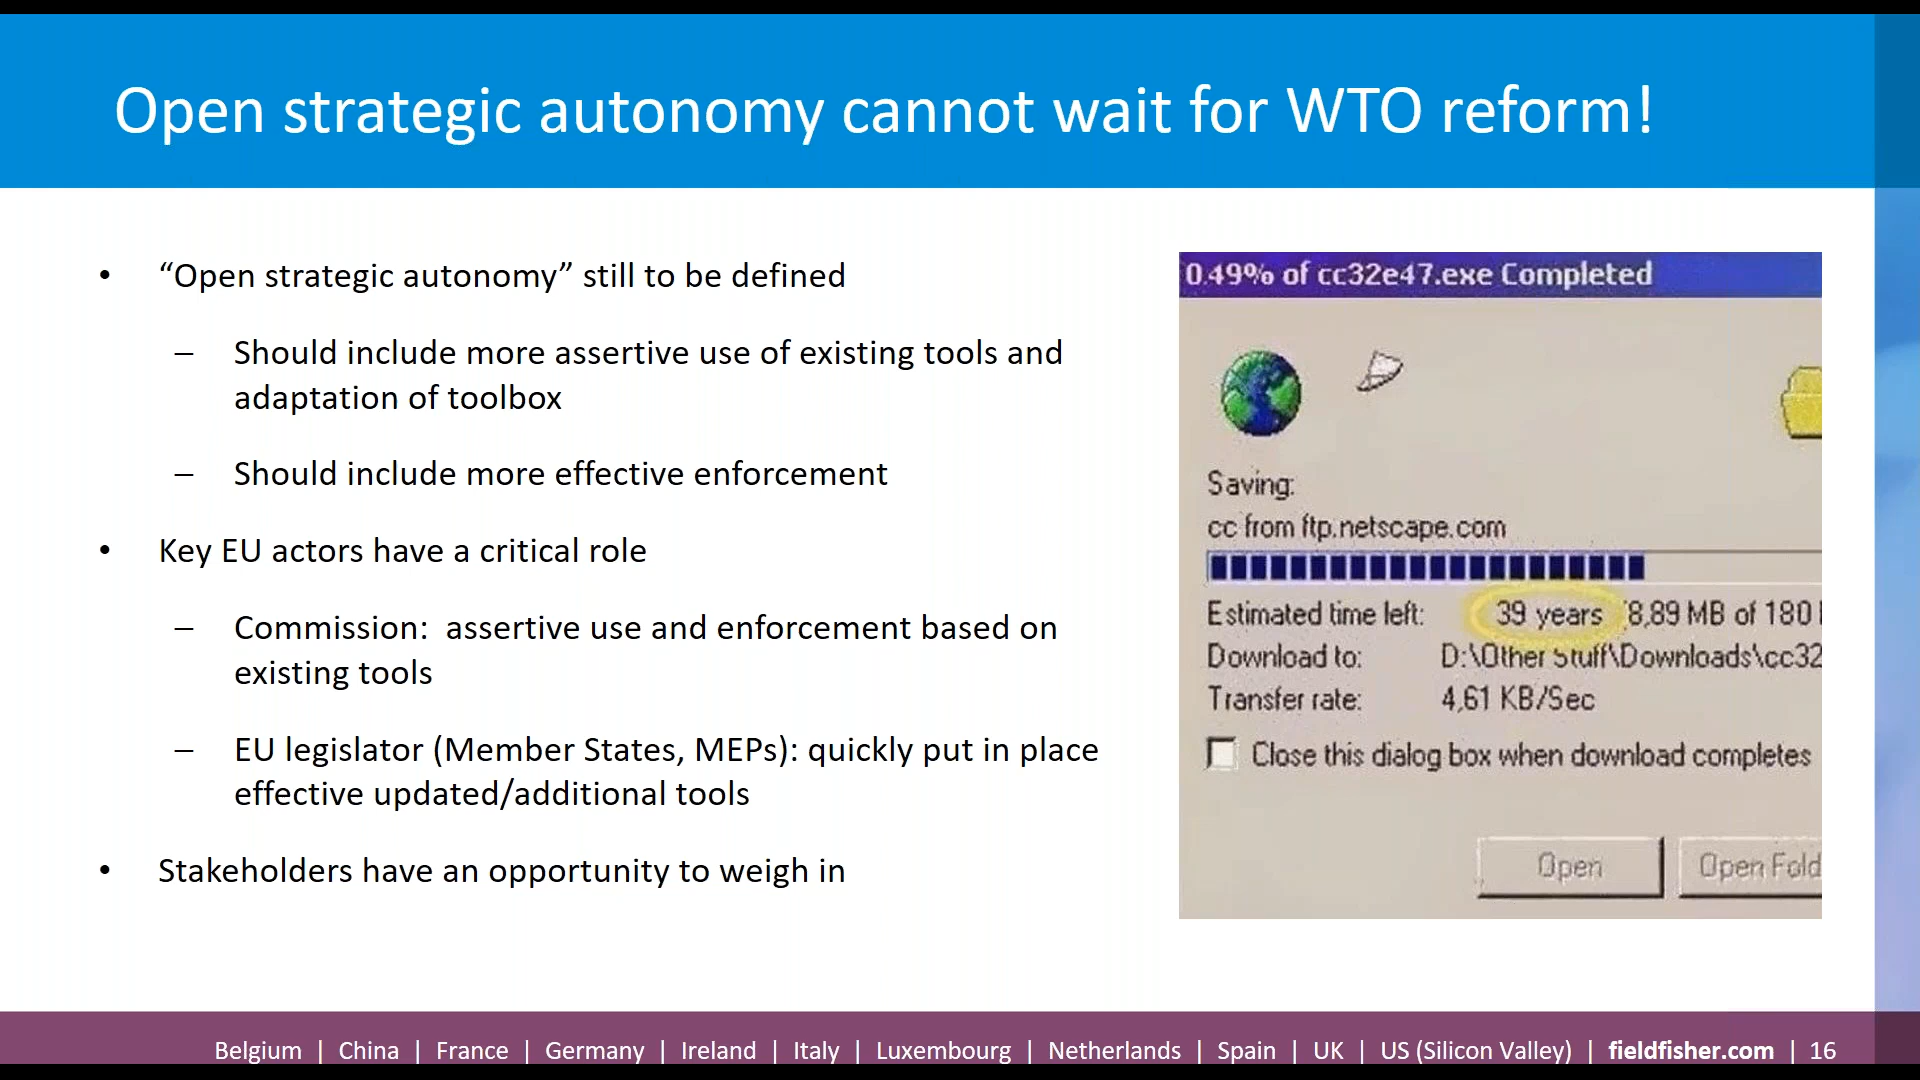 Open strategic autonomy cannot wait for WTO reform!
• “Open strategic autonomy” still to be defined
– Should include more assertive use of existing tools and
adaptation of toolbox
– Should include more effective enforcement
• Key EU actors have a critical role
– Commission:  assertive use and enforcement based on
existing tools
– EU legislator (Member States, MEPs): quickly put in place
effective updated/additional tools
• Stakeholders have an opportunity to weigh in
0.49% of cc32e47.exe Completed
Saving:
cc from ftp.netscape.com
Estimated time left: 39 years 8,89 MB of 180
Download to: D:\Other Stuff\Downloads\cc32
Transfer rate: 4,61 KB/Sec
Close this dialog box when download completes
Open Open Fold
Belgium | China | France | Germany | Ireland | Italy | Luxembourg | Netherlands | Spain | UK | US (Silicon Valley) | fieldfisher.com | 16